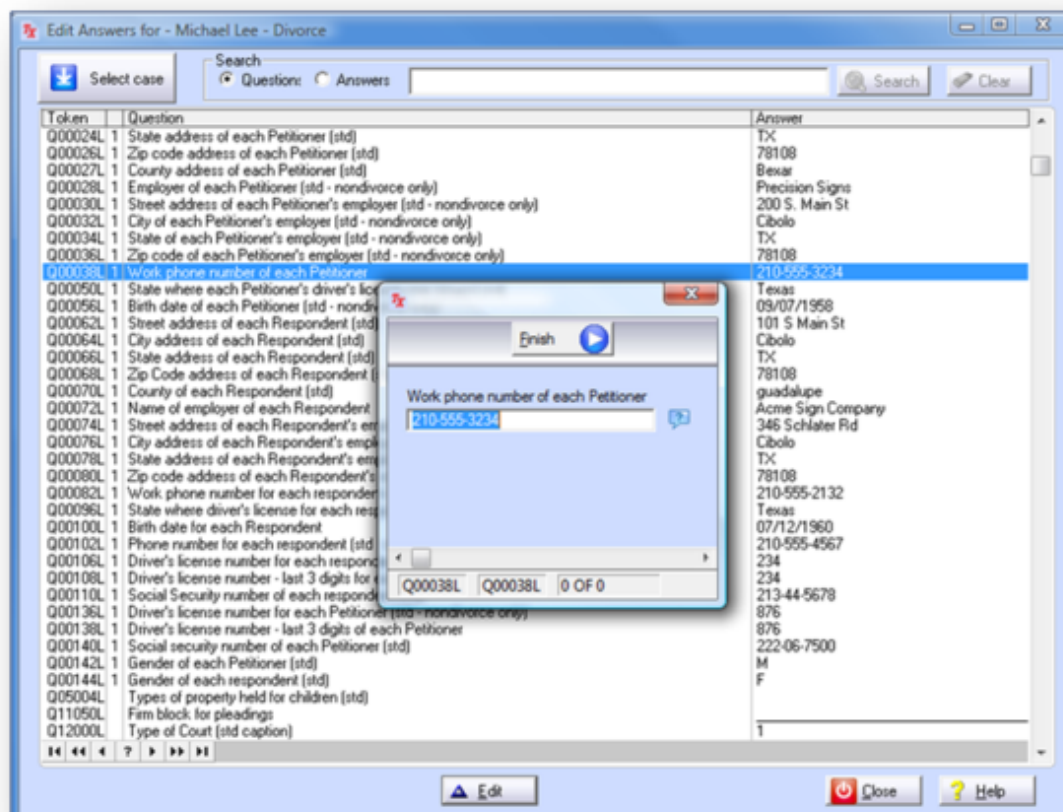 Edit Answers for - Michael Lee - Divorce
Select case
Search
Question: Answers
Search Clear
Token Question Answer
Q00024L 1 State address of each Petitioner (std) TX
Q00026L 1 Zip code address of each Petitioner (std) 78108
Q00027L 1 County address of each Petitioner (std) Bexar
Q00028L 1 Employer of each Petitioner (std - nondivorce only) Precision Signs
Q00030L 1 Street address of each Petitioner's employer (std - nondivorce only) 200 S. Main St
Q00032L 1 City of each Petitioner's employer (std - nondivorce only) Cibolo
Q00034L 1 State of each Petitioner's employer (std - nondivorce only) TX
Q00036L 1 Zip code of each Petitioner's employer (std - nondivorce only) 78108
Q00038L 1 Work phone number of each Petitioner 210-555-3234
Q00050L 1 State where each Petitioner's driver's lic Texas
Q00056L 1 Birth date of each Petitioner (std - nondiv 09/07/1958
Q00062L 1 Street address of each Respondent (std) 101 S Main St
Q00064L 1 City address of each Respondent (std) Cibolo
Q00066L 1 State address of each Respondent (std) TX
Q00068L 1 Zip Code address of each Respondent ( 78108
Q00070L 1 County of each Respondent (std) guadalupe
Q00072L 1 Name of employer of each Respondent Acme Sign Company
Q00074L 1 Street address of each Respondent's em 346 Schlater Rd
Q00076L 1 City address of each Respondent's empl Cibolo
Q00078L 1 State address of each Respondent's em TX
Q00080L 1 Zip code address of each Respondent's 78108
Q00082L 1 Work phone number for each responden 210-555-2132
Q00096L 1 State where driver's license for each resp Texas
Q00100L 1 Birth date for each Respondent 07/12/1960
Q00102L 1 Phone number for each respondent (std 210-555-4567
Q00106L 1 Driver's license number for each responde 234
Q00108L 1 Driver's license number - last 3 digits for e 234
Q00110L 1 Social Security number of each responde 213-44-5678
Q00136L 1 Driver's license number for each Petitioner (std - nondivorce only) 876
Q00138L 1 Driver's license number - last 3 digits of each Petitioner 876
Q00140L 1 Social security number of each Petitioner (std) 222-06-7500
Q00142L 1 Gender of each Petitioner (std) M
Q00144L 1 Gender of each respondent (std) F
Q05004L Types of property held for children (std)
Q11050L Firm block for pleadings
Q12000L Type of Court (std caption) 1
Finish
Work phone number of each Petitioner
210-555-3234
Q00038L Q00038L 0 OF 0
Edit Close Help